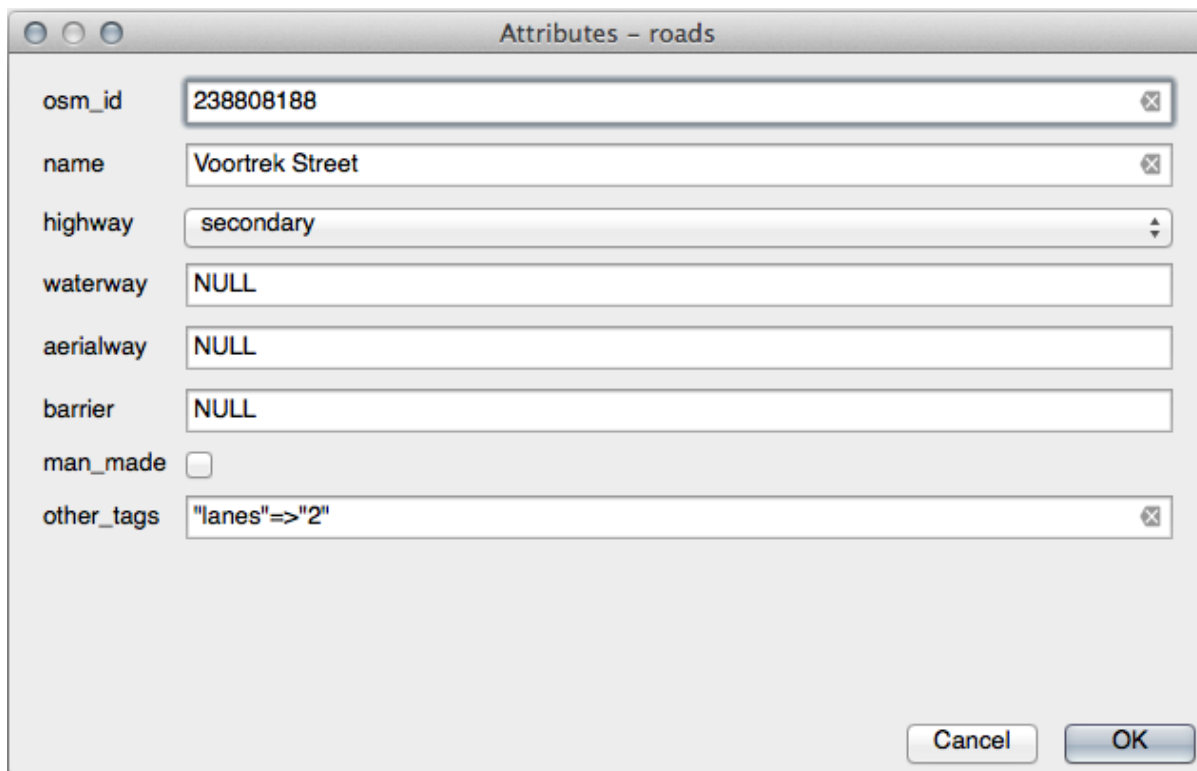 Attributes – roads
osm_id 238808188
name Voortrek Street
highway secondary
waterway NULL
aerialway NULL
barrier NULL
man_made
other_tags "lanes"=>"2"
Cancel OK